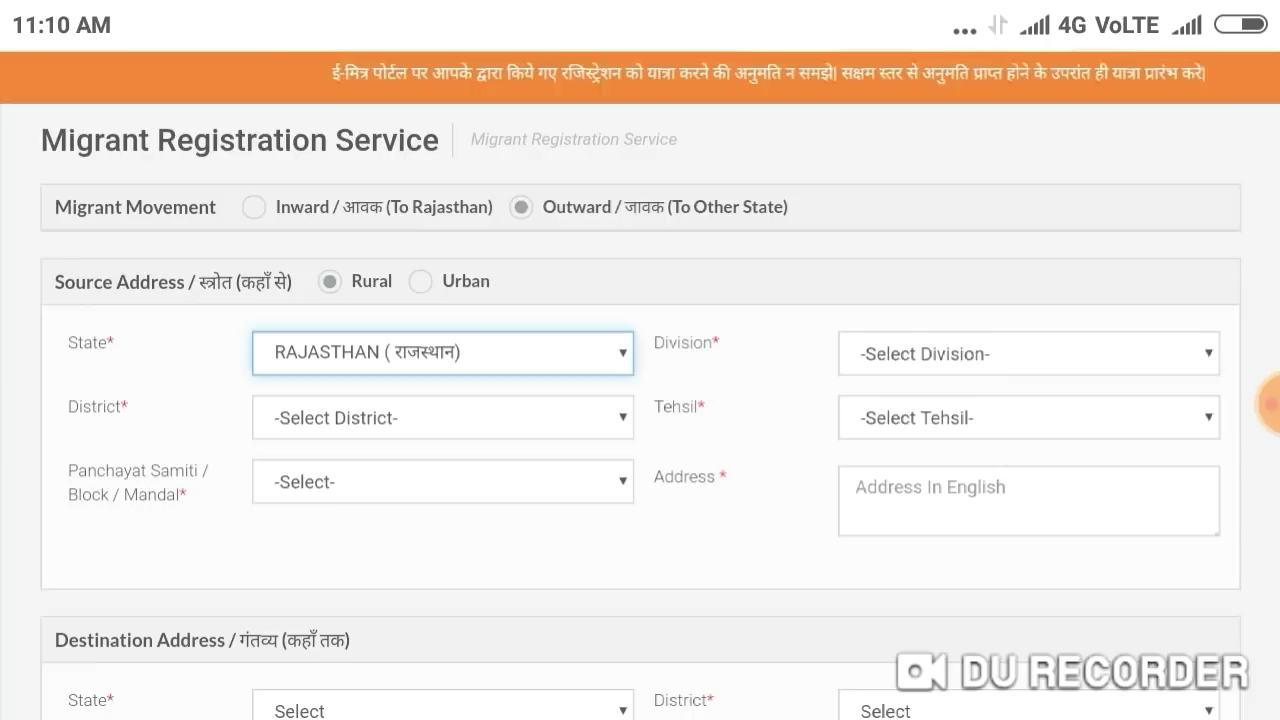 11:10 AM
... 4G VoLTE
ई-मित्र पोर्टल पर आपके द्वारा किये गए रजिस्ट्रेशन को यात्रा करने की अनुमति न समझे| सक्षम स्तर से अनुमति प्राप्त होने के उपरांत ही यात्रा प्रारंभ करे|
Migrant Registration Service Migrant Registration Service
Migrant Movement Inward / आवक (To Rajasthan) Outward / जावक (To Other State)
Source Address / स्त्रोत (कहाँ से) Rural Urban
State* RAJASTHAN ( राजस्थान) Division* -Select Division-
District* -Select District- Tehsil* -Select Tehsil-
Panchayat Samiti /
Block / Mandal* -Select- Address * Address In English
Destination Address / गंतव्य (कहाँ तक)
DU RECORDER
State* Select District* Select